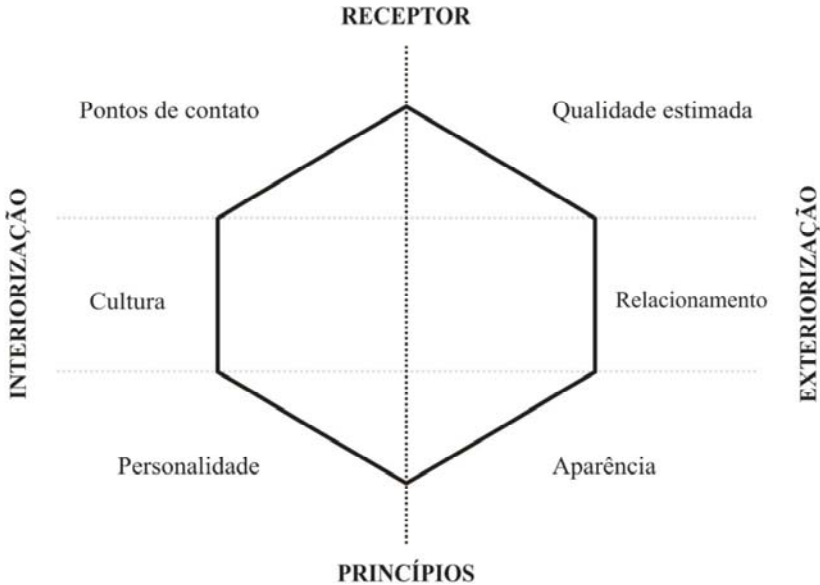 RECEPTOR
Pontos de contato
Qualidade estimada
INTERIORIZAÇÃO
EXTERIORIZAÇÃO
Cultura
Relacionamento
Personalidade
Aparência
PRINCÍPIOS